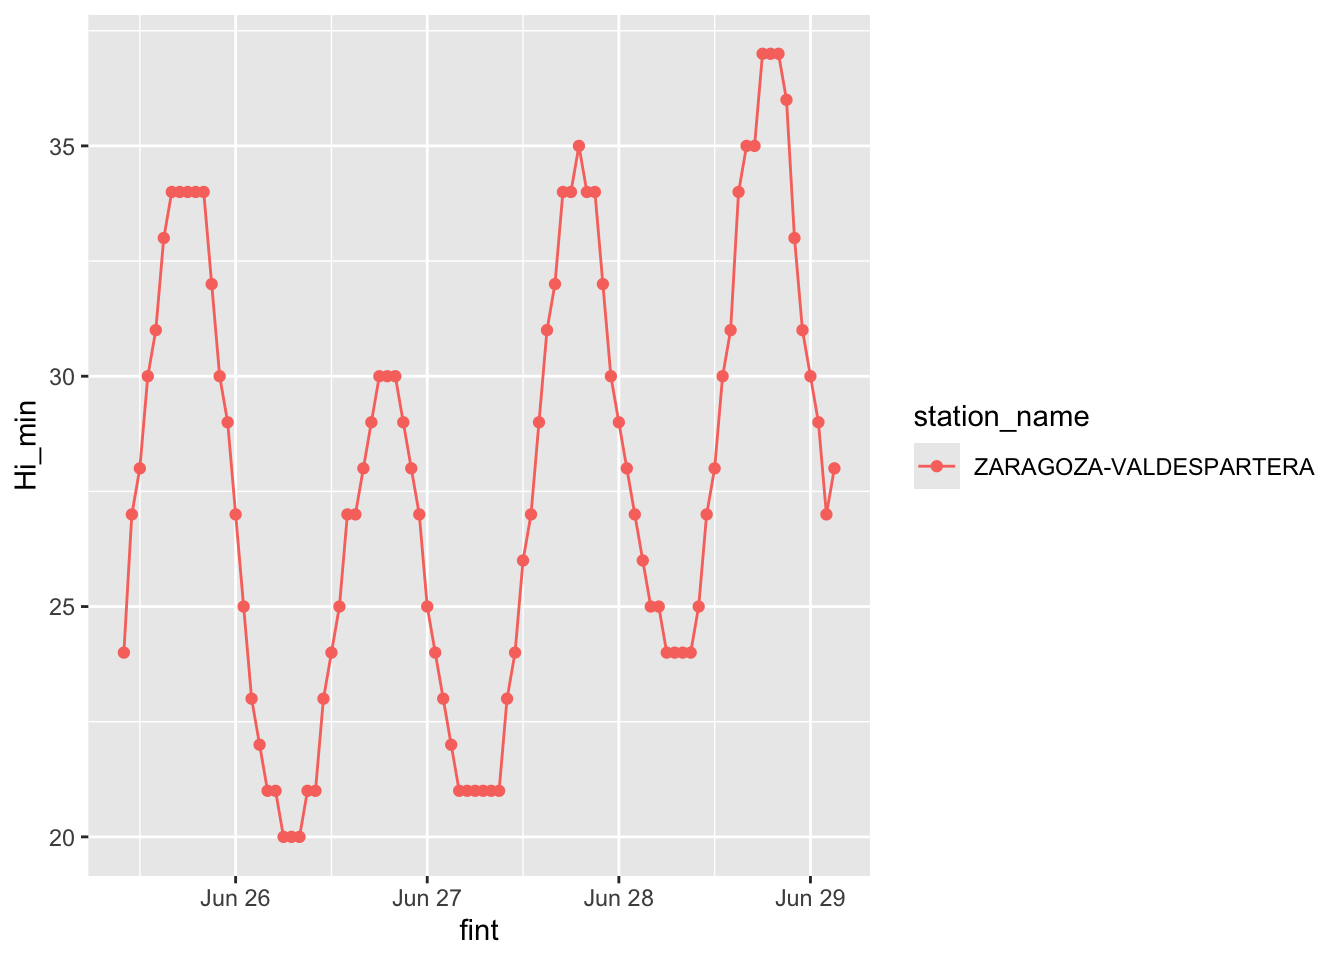 Hi_min
35
30
25
20
Jun 26
Jun 27
Jun 28
Jun 29
fint
station_name
ZARAGOZA-VALDESPARTERA